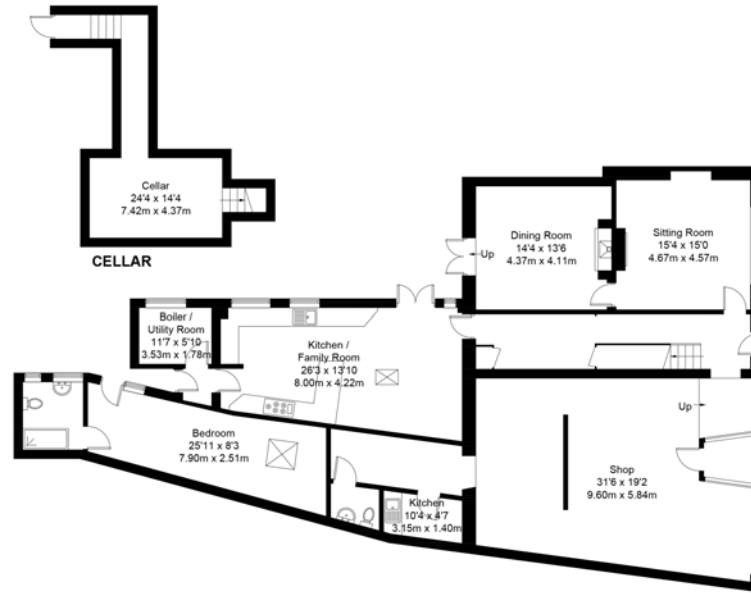 Cellar
24'4 x 14'4
7.42m x 4.37m
CELLAR
Dining Room
14'4 x 13'6
4.37m x 4.11m
Up
Sitting Room
15'4 x 15'0
4.67m x 4.57m
Boiler /
Utility Room
11'7 x 5'10
3.53m x 1.78m
Kitchen /
Family Room
26'3 x 13'10
8.00m x 4.22m
Bedroom
25'11 x 8'3
7.90m x 2.51m
Kitchen
10'4 x 4'7
3.15m x 1.40m
Up
Shop
31'6 x 19'2
9.60m x 5.84m